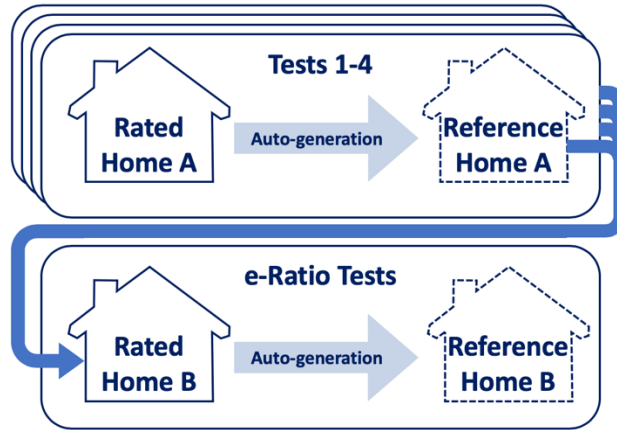 Tests 1-4
Rated
Home A
Auto-generation
Reference
Home A
e-Ratio Tests
Rated
Home B
Auto-generation
Reference
Home B